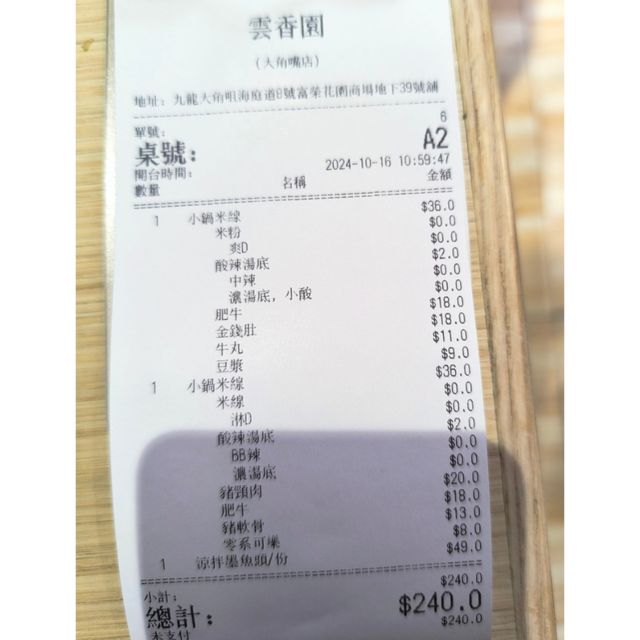 雲香園
(大角嘴店)
地址: 九龍大角咀海庭道8號富榮花園商場地下39號舖
單號: 6
桌號: A2
開台時間: 2024-10-16 10:59:47
數量 名稱 金額
1 小鍋米線 $36.0
米粉 $0.0
爽D $0.0
酸辣湯底 $2.0
中辣 $0.0
濃湯底, 小酸 $0.0
肥牛 $18.0
金錢肚 $18.0
牛丸 $11.0
豆漿 $9.0
1 小鍋米線 $36.0
米線 $0.0
淋D $0.0
酸辣湯底 $2.0
BB辣 $0.0
濃湯底 $0.0
豬頸肉 $20.0
肥牛 $18.0
豬軟骨 $13.0
零系可樂 $8.0
1 涼拌墨魚頭/份 $49.0
小計: $240.0
總計: $240.0
未支付 $240.0